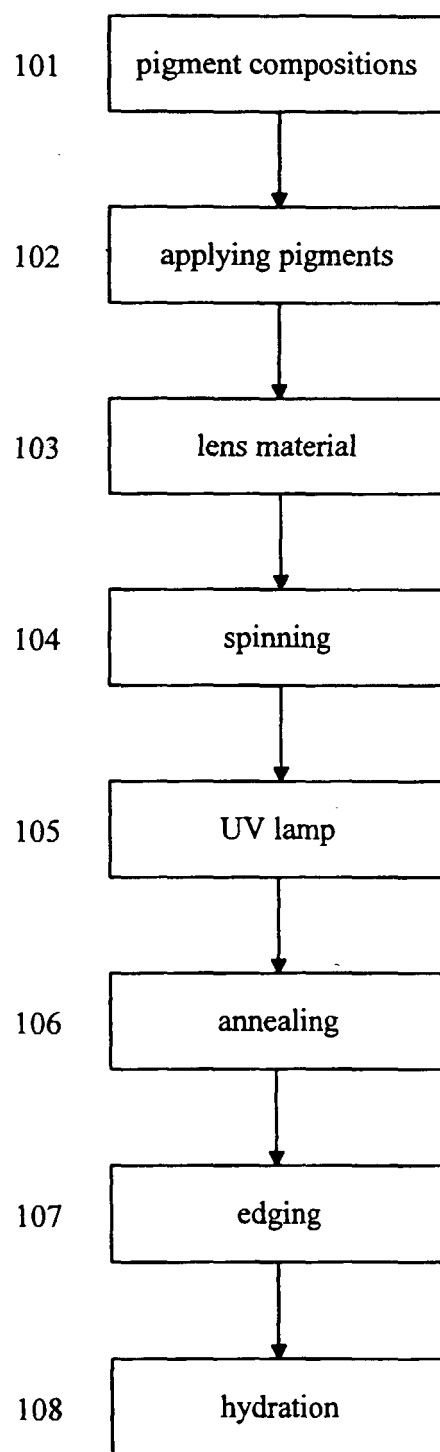 101 pigment compositions
102 applying pigments
103 lens material
104 spinning
105 UV lamp
106 annealing
107 edging
108 hydration